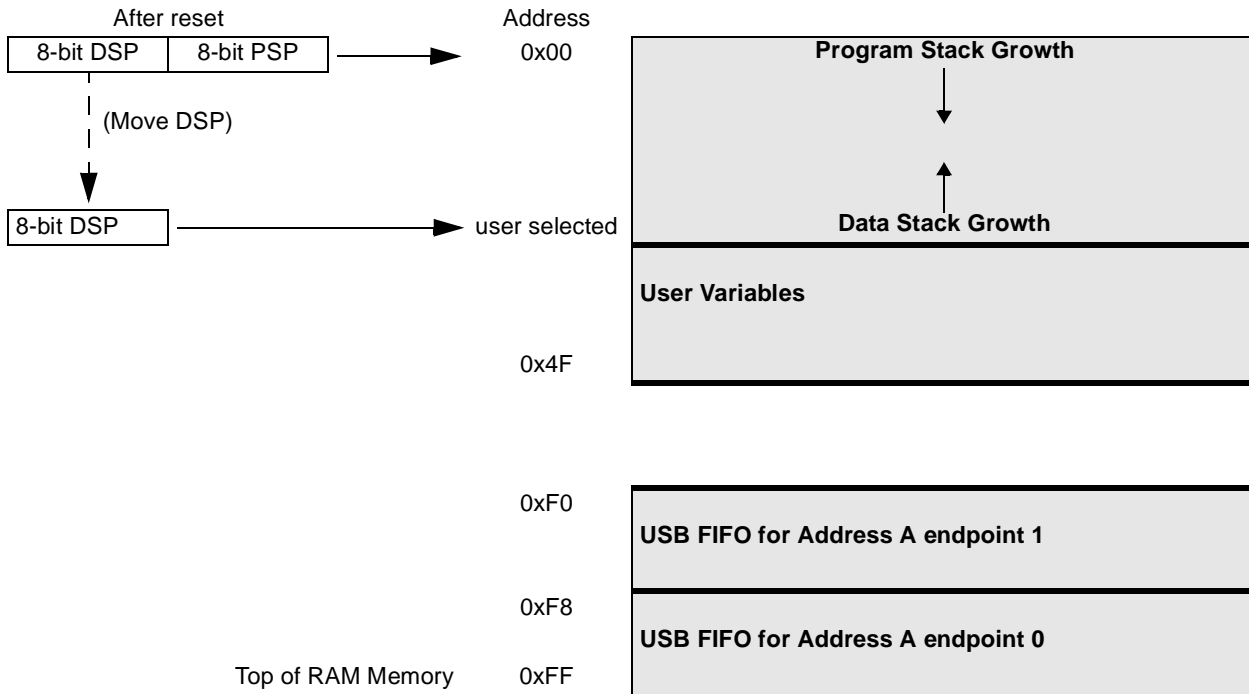 After reset
Address
8-bit DSP 8-bit PSP
0x00
Program Stack Growth
(Move DSP)
8-bit DSP
user selected
Data Stack Growth
User Variables
0x4F
0xF0
USB FIFO for Address A endpoint 1
0xF8
USB FIFO for Address A endpoint 0
Top of RAM Memory
0xFF